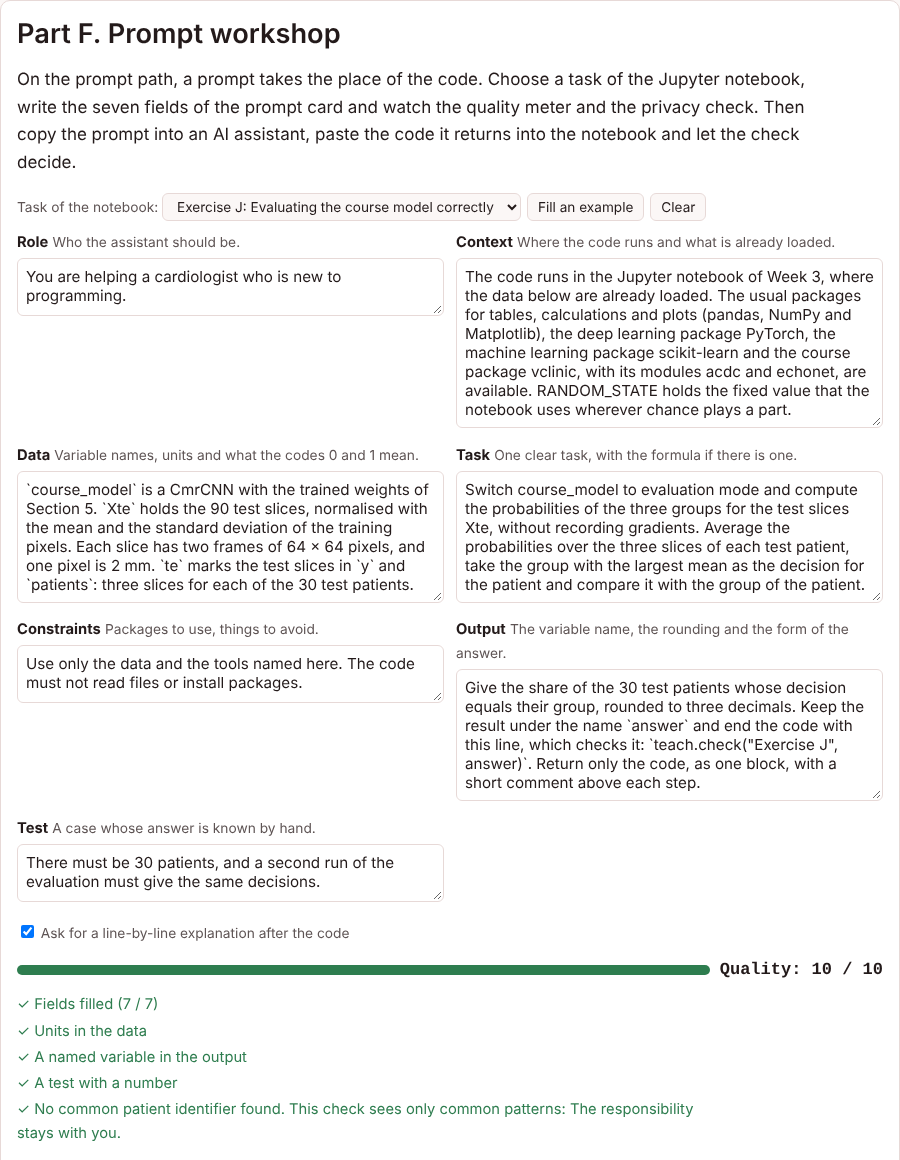 Part F. Prompt workshop
On the prompt path, a prompt takes the place of the code. Choose a task of the Jupyter notebook,
write the seven fields of the prompt card and watch the quality meter and the privacy check. Then
copy the prompt into an AI assistant, paste the code it returns into the notebook and let the check
decide.
Task of the notebook: Exercise J: Evaluating the course model correctly Fill an example Clear
Role Who the assistant should be.
You are helping a cardiologist who is new to
programming.
Context Where the code runs and what is already loaded.
The code runs in the Jupyter notebook of Week 3, where
the data below are already loaded. The usual packages
for tables, calculations and plots (pandas, NumPy and
Matplotlib), the deep learning package PyTorch, the
machine learning package scikit-learn and the course
package vclinic, with its modules acdc and echonet, are
available. RANDOM_STATE holds the fixed value that the
notebook uses wherever chance plays a part.
Data Variable names, units and what the codes 0 and 1 mean.
`course_model` is a CmrCNN with the trained weights of
Section 5. `Xte` holds the 90 test slices, normalised with
the mean and the standard deviation of the training
pixels. Each slice has two frames of 64 × 64 pixels, and
one pixel is 2 mm. `te` marks the test slices in `y` and
`patients`: three slices for each of the 30 test patients.
Task One clear task, with the formula if there is one.
Switch course_model to evaluation mode and compute
the probabilities of the three groups for the test slices
Xte, without recording gradients. Average the
probabilities over the three slices of each test patient,
take the group with the largest mean as the decision for
the patient and compare it with the group of the patient.
Constraints Packages to use, things to avoid.
Use only the data and the tools named here. The code
must not read files or install packages.
Output The variable name, the rounding and the form of the
answer.
Give the share of the 30 test patients whose decision
equals their group, rounded to three decimals. Keep the
result under the name `answer` and end the code with
this line, which checks it: `teach.check("Exercise J",
answer)`. Return only the code, as one block, with a
short comment above each step.
Test A case whose answer is known by hand.
There must be 30 patients, and a second run of the
evaluation must give the same decisions.
Ask for a line-by-line explanation after the code
Quality: 10 / 10
✓ Fields filled (7 / 7)
✓ Units in the data
✓ A named variable in the output
✓ A test with a number
✓ No common patient identifier found. This check sees only common patterns: The responsibility
stays with you.